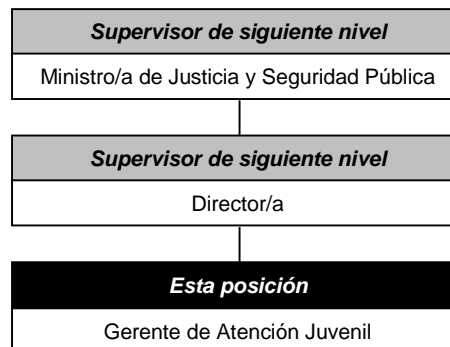 Supervisor de siguiente nivel
Ministro/a de Justicia y Seguridad Pública
Supervisor de siguiente nivel
Director/a
Esta posición
Gerente de Atención Juvenil